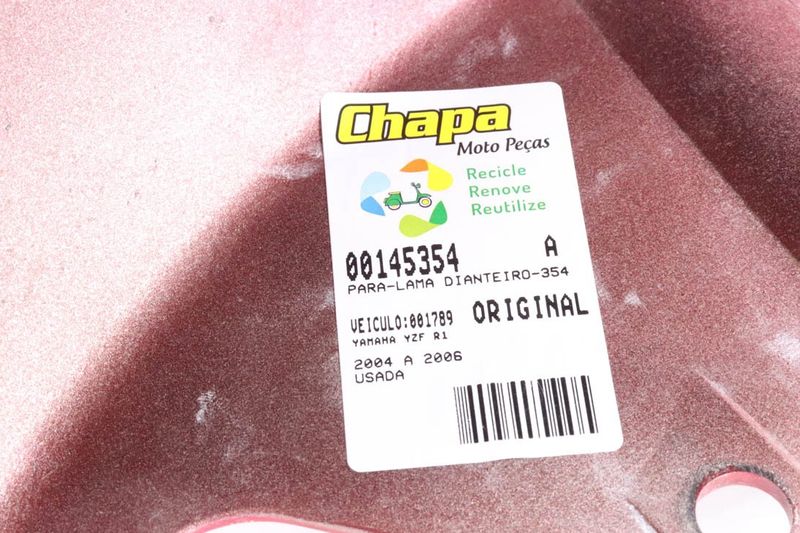 Chapa
Moto Peças
Recicle
Renove
Reutilize
00145354 A
PARA-LAMA DIANTEIRO-354
VEICULO:001789 ORIGINAL
YAMAHA YZF R1
2004 A 2006
USADA